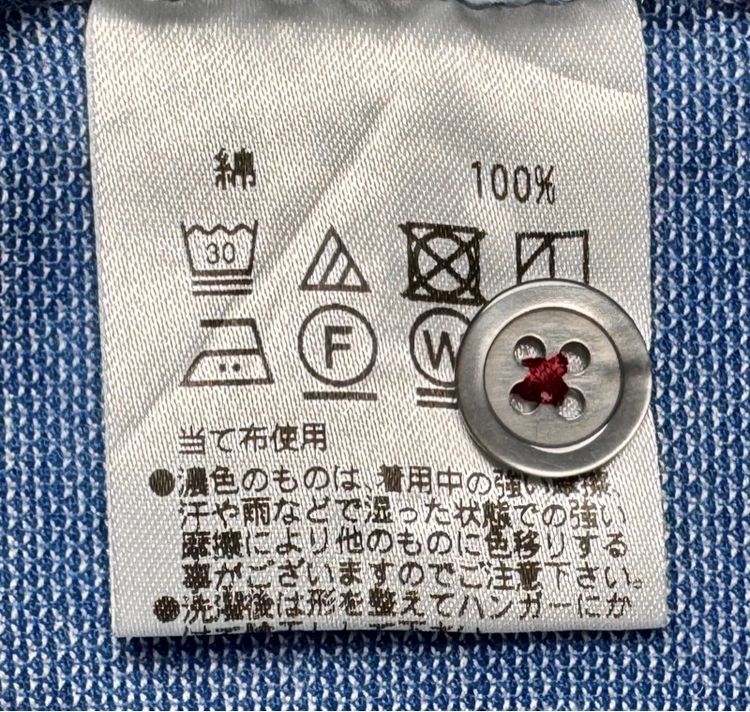 綿 100%
30
F W
当て布使用
●濃色のものは、着用中の強い摩擦、
汗や雨などで湿った状態での強い
摩擦により他のものに色移りする
事がございますのでご注意下さい。
●洗濯後は形を整えてハンガーにか